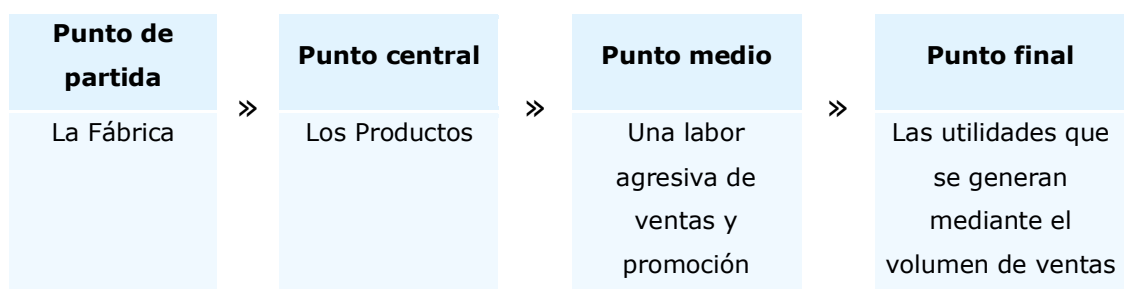 Punto de
partida
»
Punto central
»
Punto medio
»
Punto final
La Fábrica
Los Productos
Una labor
agresiva de
ventas y
promoción
Las utilidades que
se generan
mediante el
volumen de ventas